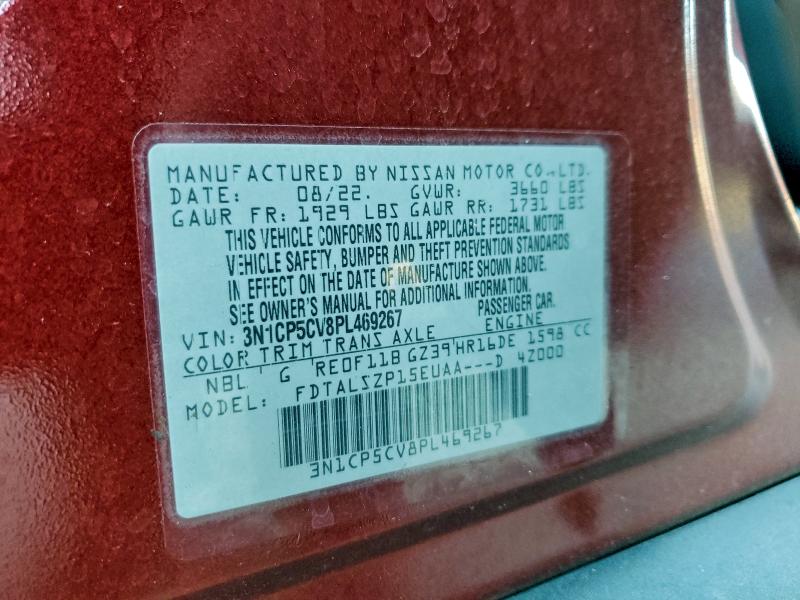 MANUFACTURED BY NISSAN MOTOR CO.,LTD.
DATE: 08/22. GVWR: 3660 LBS
GAWR FR: 1929 LBS GAWR RR: 1731 LBS
THIS VEHICLE CONFORMS TO ALL APPLICABLE FEDERAL MOTOR
VEHICLE SAFETY, BUMPER AND THEFT PREVENTION STANDARDS
IN EFFECT ON THE DATE OF MANUFACTURE SHOWN ABOVE.
SEE OWNER'S MANUAL FOR ADDITIONAL INFORMATION.
VIN: 3N1CP5CV8PL469267 PASSENGER CAR.
COLOR TRIM TRANS AXLE ENGINE
NBL G RE0F11B GZ39 HR16DE 1598 CC
MODEL: FDTALSZP15EUAA---D 42000
3N1CP5CV8PL469267